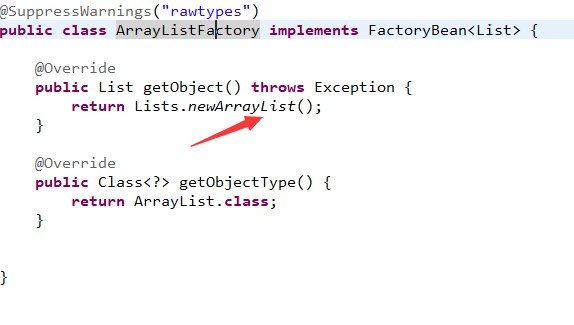 @SuppressWarnings("rawtypes")
public class ArrayListFactory implements FactoryBean<List> {
@Override
public List getObject() throws Exception {
return Lists.newArrayList();
}
@Override
public Class<?> getObjectType() {
return ArrayList.class;
}
}